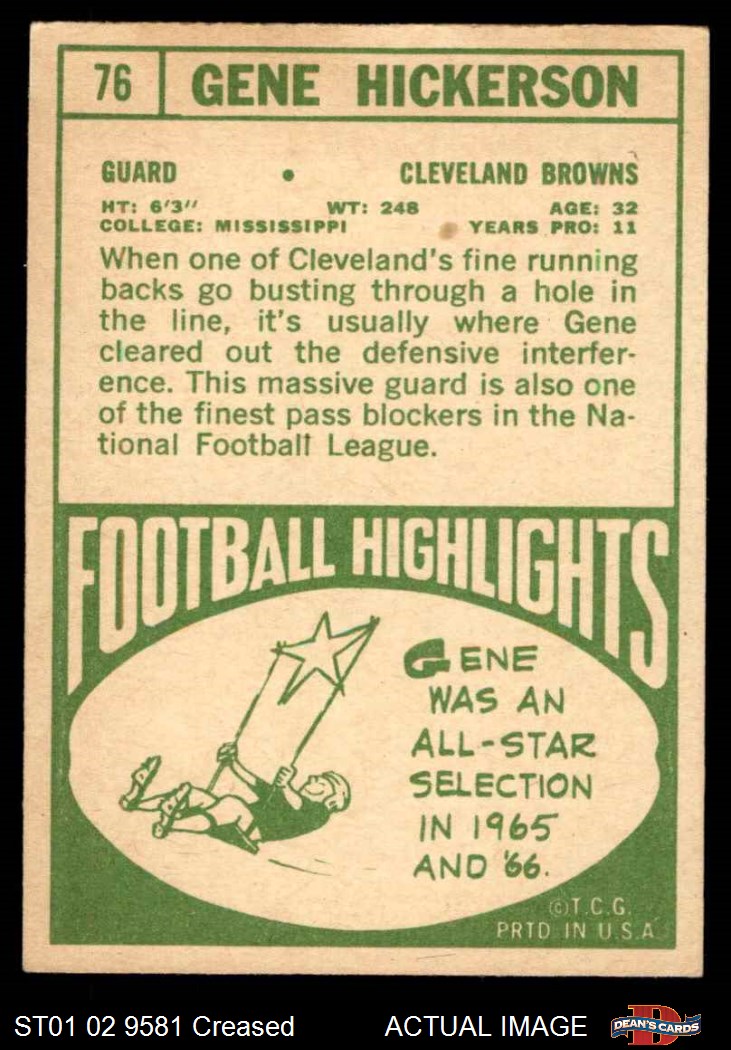 76 GENE HICKERSON
GUARD • CLEVELAND BROWNS
HT: 6'3" WT: 248 AGE: 32
COLLEGE: MISSISSIPPI YEARS PRO: 11
When one of Cleveland's fine running
backs go busting through a hole in
the line, it's usually where Gene
cleared out the defensive interfer-
ence. This massive guard is also one
of the finest pass blockers in the Na-
tional Football League.
FOOTBALL HIGHLIGHTS
GENE
WAS AN
ALL-STAR
SELECTION
IN 1965
AND '66.
©T.C.G.
PRTD IN U.S.A
ST01 02 9581 Creased ACTUAL IMAGE
D
DEAN'S CARDS